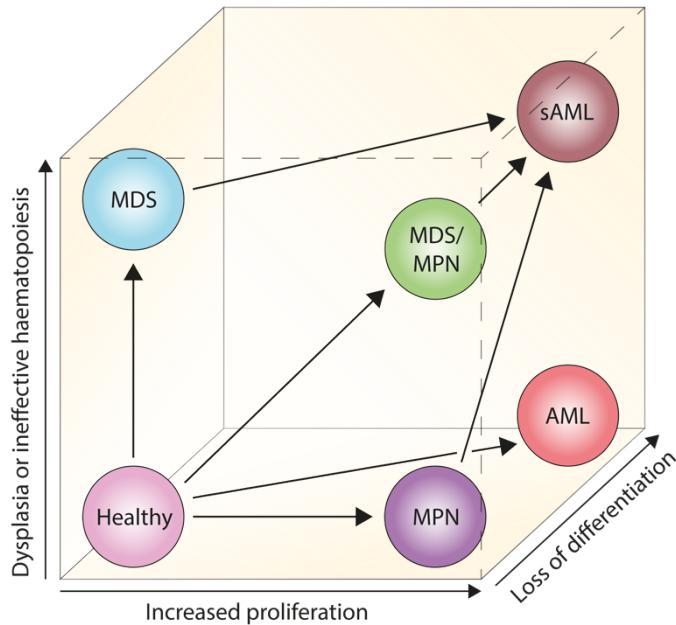 sAML
MDS
MDS/
MPN
AML
Healthy
MPN
Dysplasia or ineffective haematopoiesis
Increased proliferation
Loss of differentiation